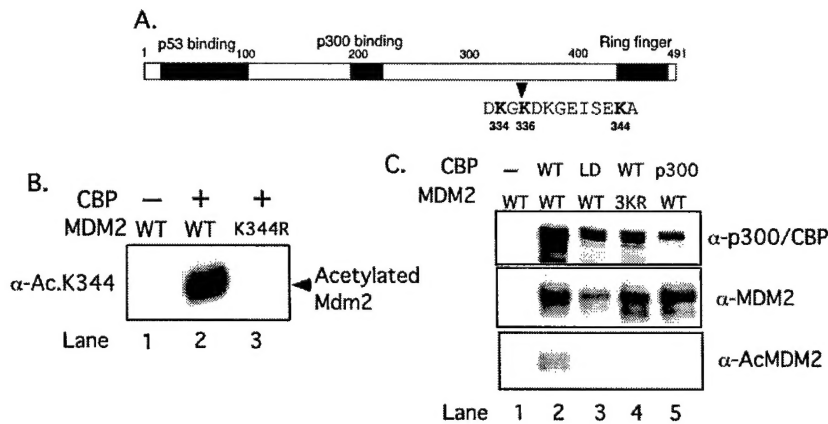 A.
p53 binding p300 binding Ring finger
1 100 200 300 400 491
DKGKDKGEISEKA
334 336 344
B.
CBP – + +
MDM2 WT WT K344R
α-Ac.K344
Acetylated
Mdm2
Lane 1 2 3
C.
CBP – WT LD WT p300
MDM2 WT WT WT 3KR WT
α-p300/CBP
α-MDM2
α-AcMDM2
Lane 1 2 3 4 5